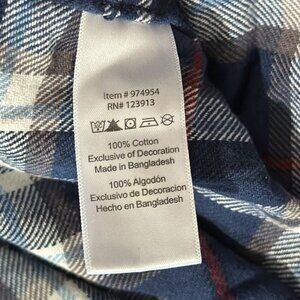 Item # 974954
RN# 123913
100% Cotton
Exclusive of Decoration
Made in Bangladesh
100% Algodón
Exclusivo de Decoracion
Hecho en Bangladesh